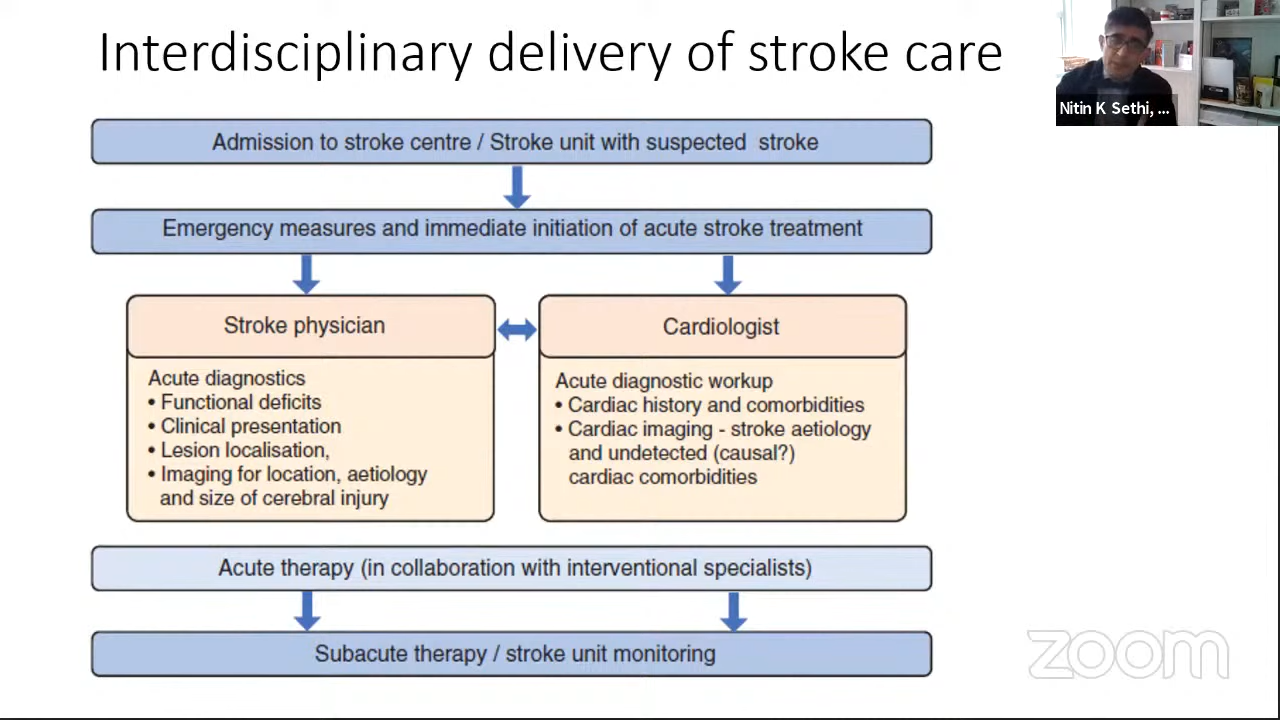 Interdisciplinary delivery of stroke care
Nitin K Sethi, ...
Admission to stroke centre / Stroke unit with suspected stroke
Emergency measures and immediate initiation of acute stroke treatment
Stroke physician
Acute diagnostics
• Functional deficits
• Clinical presentation
• Lesion localisation,
• Imaging for location, aetiology
and size of cerebral injury
Cardiologist
Acute diagnostic workup
• Cardiac history and comorbidities
• Cardiac imaging - stroke aetiology
and undetected (causal?)
cardiac comorbidities
Acute therapy (in collaboration with interventional specialists)
Subacute therapy / stroke unit monitoring
zoom